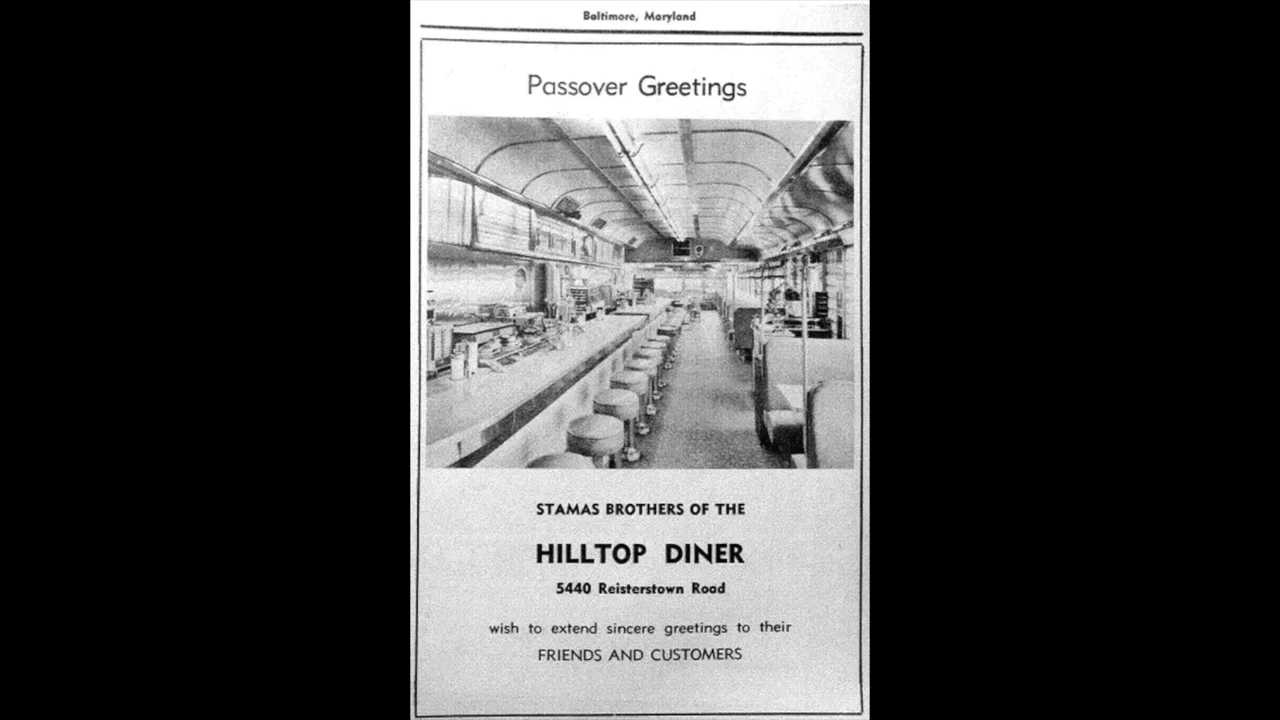 Baltimore, Maryland
Passover Greetings
STAMAS BROTHERS OF THE
HILLTOP DINER
5440 Reisterstown Road
wish to extend sincere greetings to their
FRIENDS AND CUSTOMERS